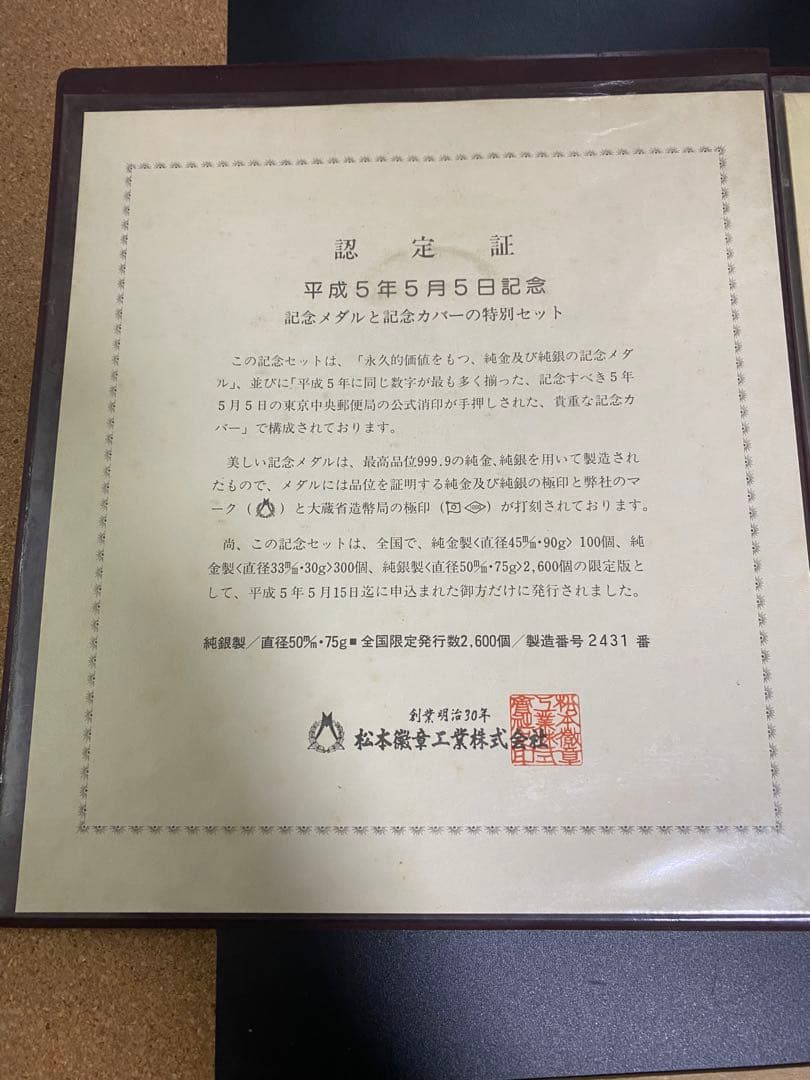 認定証
平成5年5月5日記念
記念メダルと記念カバーの特別セット
この記念セットは、「永久的価値をもつ、純金及び純銀の記念メダ
ル」、並びに「平成5年に同じ数字が最も多く揃った、記念すべき5年
5月5日の東京中央郵便局の公式消印が手押しされた、貴重な記念カ
バー」で構成されております。
美しい記念メダルは、最高品位999.9の純金、純銀を用いて製造され
たもので、メダルには品位を証明する純金及び純銀の極印と弊社のマ
ーク()と大蔵省造幣局の極印()が打刻されております。
尚、この記念セットは、全国で、純金製<直径45m/m・90g>100個、純
金製<直径33m/m・30g>300個、純銀製<直径50m/m・75g>2,600個の限定版と
して、平成5年5月15日迄に申込まれた御方だけに発行されました。
純銀製/直径50m/m・75g■全国限定発行数2,600個/製造番号2431番
創業明治30年
松本徽章工業株式会社